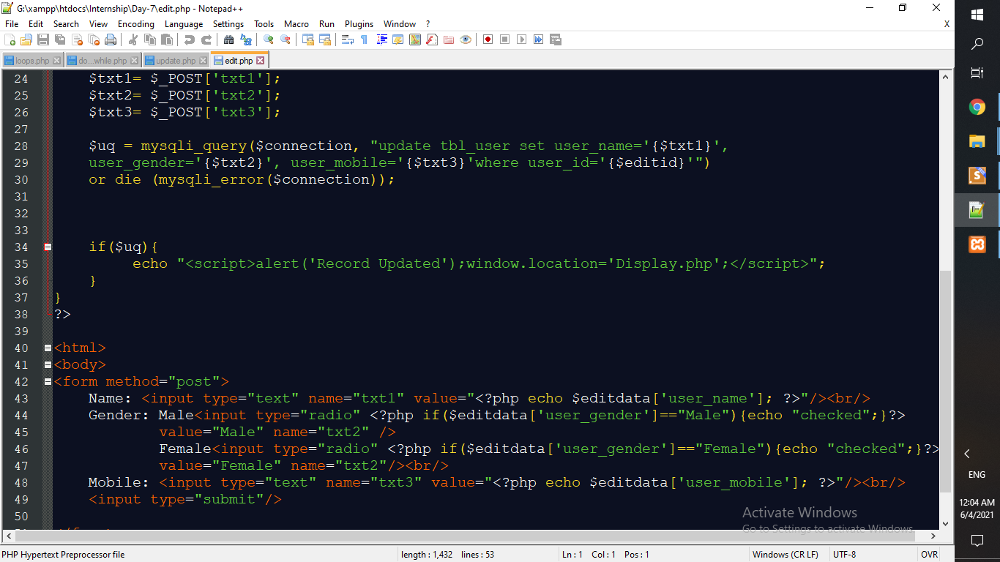 G:\xampp\htdocs\Internship\Day-7\edit.php - Notepad++
File Edit Search View Encoding Language Settings Tools Macro Run Plugins Window ? X
loops.php do...while.php update.php edit.php
24 $txt1= $_POST['txt1'];
25 $txt2= $_POST['txt2'];
26 $txt3= $_POST['txt3'];
27
28 $uq = mysqli_query($connection, "update tbl_user set user_name='{$txt1}',
29 user_gender='{$txt2}', user_mobile='{$txt3}'where user_id='{$editid}'")
30 or die (mysqli_error($connection));
31
32
33
34 if($uq){
35 echo "<script>alert('Record Updated');window.location='Display.php';</script>";
36 }
37 }
38 ?>
39
40 <html>
41 <body>
42 <form method="post">
43 Name: <input type="text" name="txt1" value="<?php echo $editdata['user_name']; ?>"/><br/>
44 Gender: Male<input type="radio" <?php if($editdata['user_gender']=="Male"){echo "checked";}?>
45 value="Male" name="txt2" />
46 Female<input type="radio" <?php if($editdata['user_gender']=="Female"){echo "checked";}?>
47 value="Female" name="txt2"/><br/>
48 Mobile: <input type="text" name="txt3" value="<?php echo $editdata['user_mobile']; ?>"/><br/>
49 <input type="submit"/>
50
Activate Windows
Go to Settings to activate Windows.
PHP Hypertext Preprocessor file length : 1,432 lines : 53 Ln : 1 Col : 1 Pos : 1 Windows (CR LF) UTF-8 OVR
ENG
12:04 AM
6/4/2021